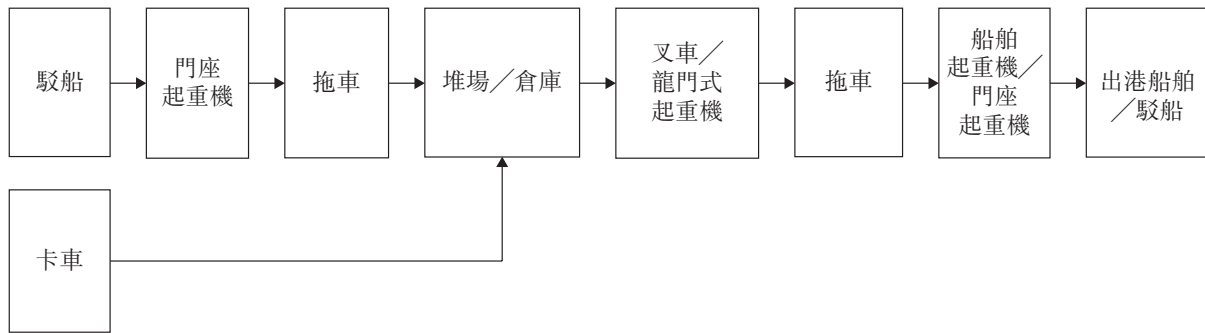 駁船
門座
起重機
拖車
堆場／倉庫
叉車／
龍門式
起重機
拖車
船舶
起重機／
門座
起重機
出港船舶
／駁船
卡車